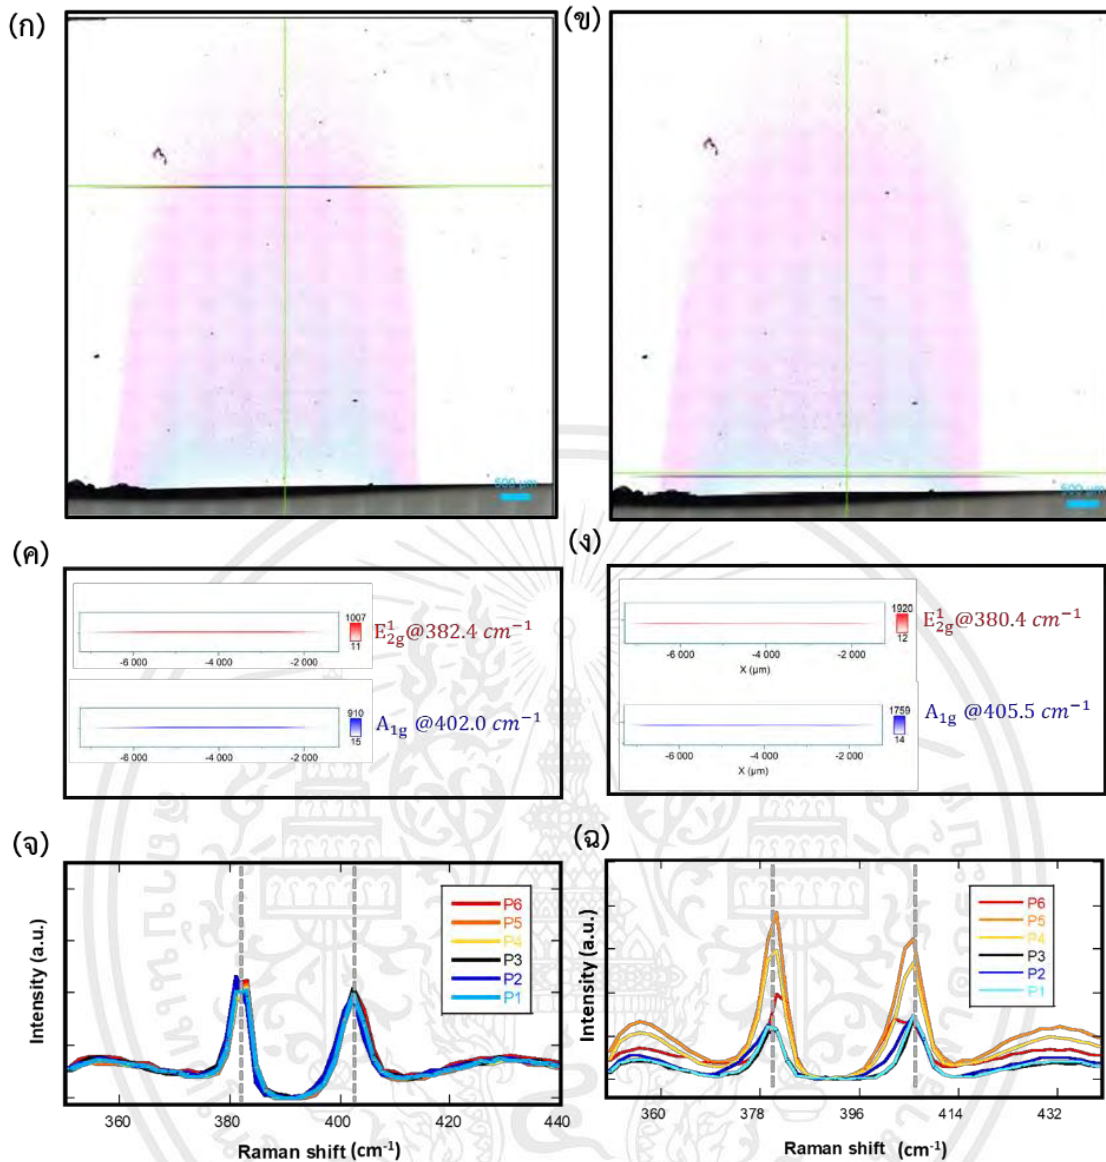 (ก)
(ข)
500 µm
500 µm
(ค)
(ง)
1007
11
E¹₂g@382.4 cm⁻¹
-6 000 -4 000 -2 000
910
15
A₁g @402.0 cm⁻¹
-6 000 -4 000 -2 000
1920
12
E¹₂g@380.4 cm⁻¹
-6 000 -4 000 -2 000
X (µm)
1759
14
A₁g @405.5 cm⁻¹
-6 000 -4 000 -2 000
X (µm)
(จ)
(ฉ)
Intensity (a.u.)
P6
P5
P4
P3
P2
P1
360 380 400 420 440
Raman shift (cm⁻¹)
Intensity (a.u.)
P6
P5
P4
P3
P2
P1
360 378 396 414 432
Raman shift (cm⁻¹)